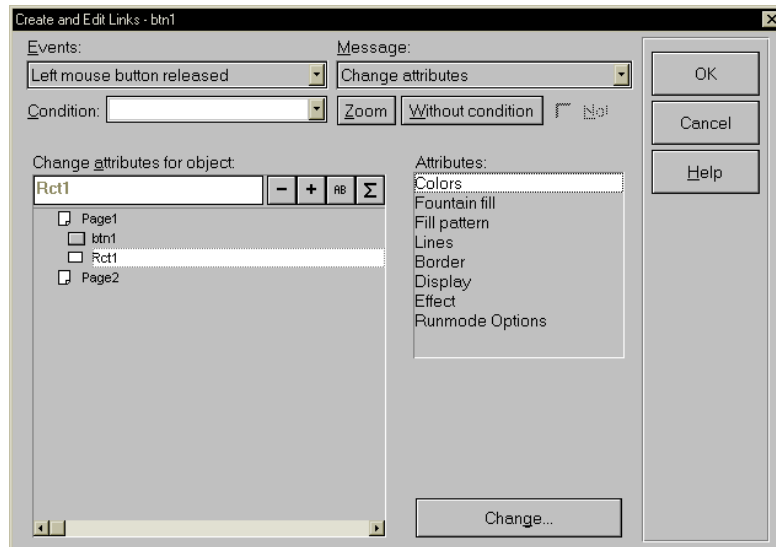 Create and Edit Links - btn1
Events:
Left mouse button released
Message:
Change attributes
Condition:
Zoom
Without condition
Not
OK
Cancel
Help
Change attributes for object:
Rct1
− + AB Σ
Page1
btn1
Rct1
Page2
Attributes:
Colors
Fountain fill
Fill pattern
Lines
Border
Display
Effect
Runmode Options
Change...